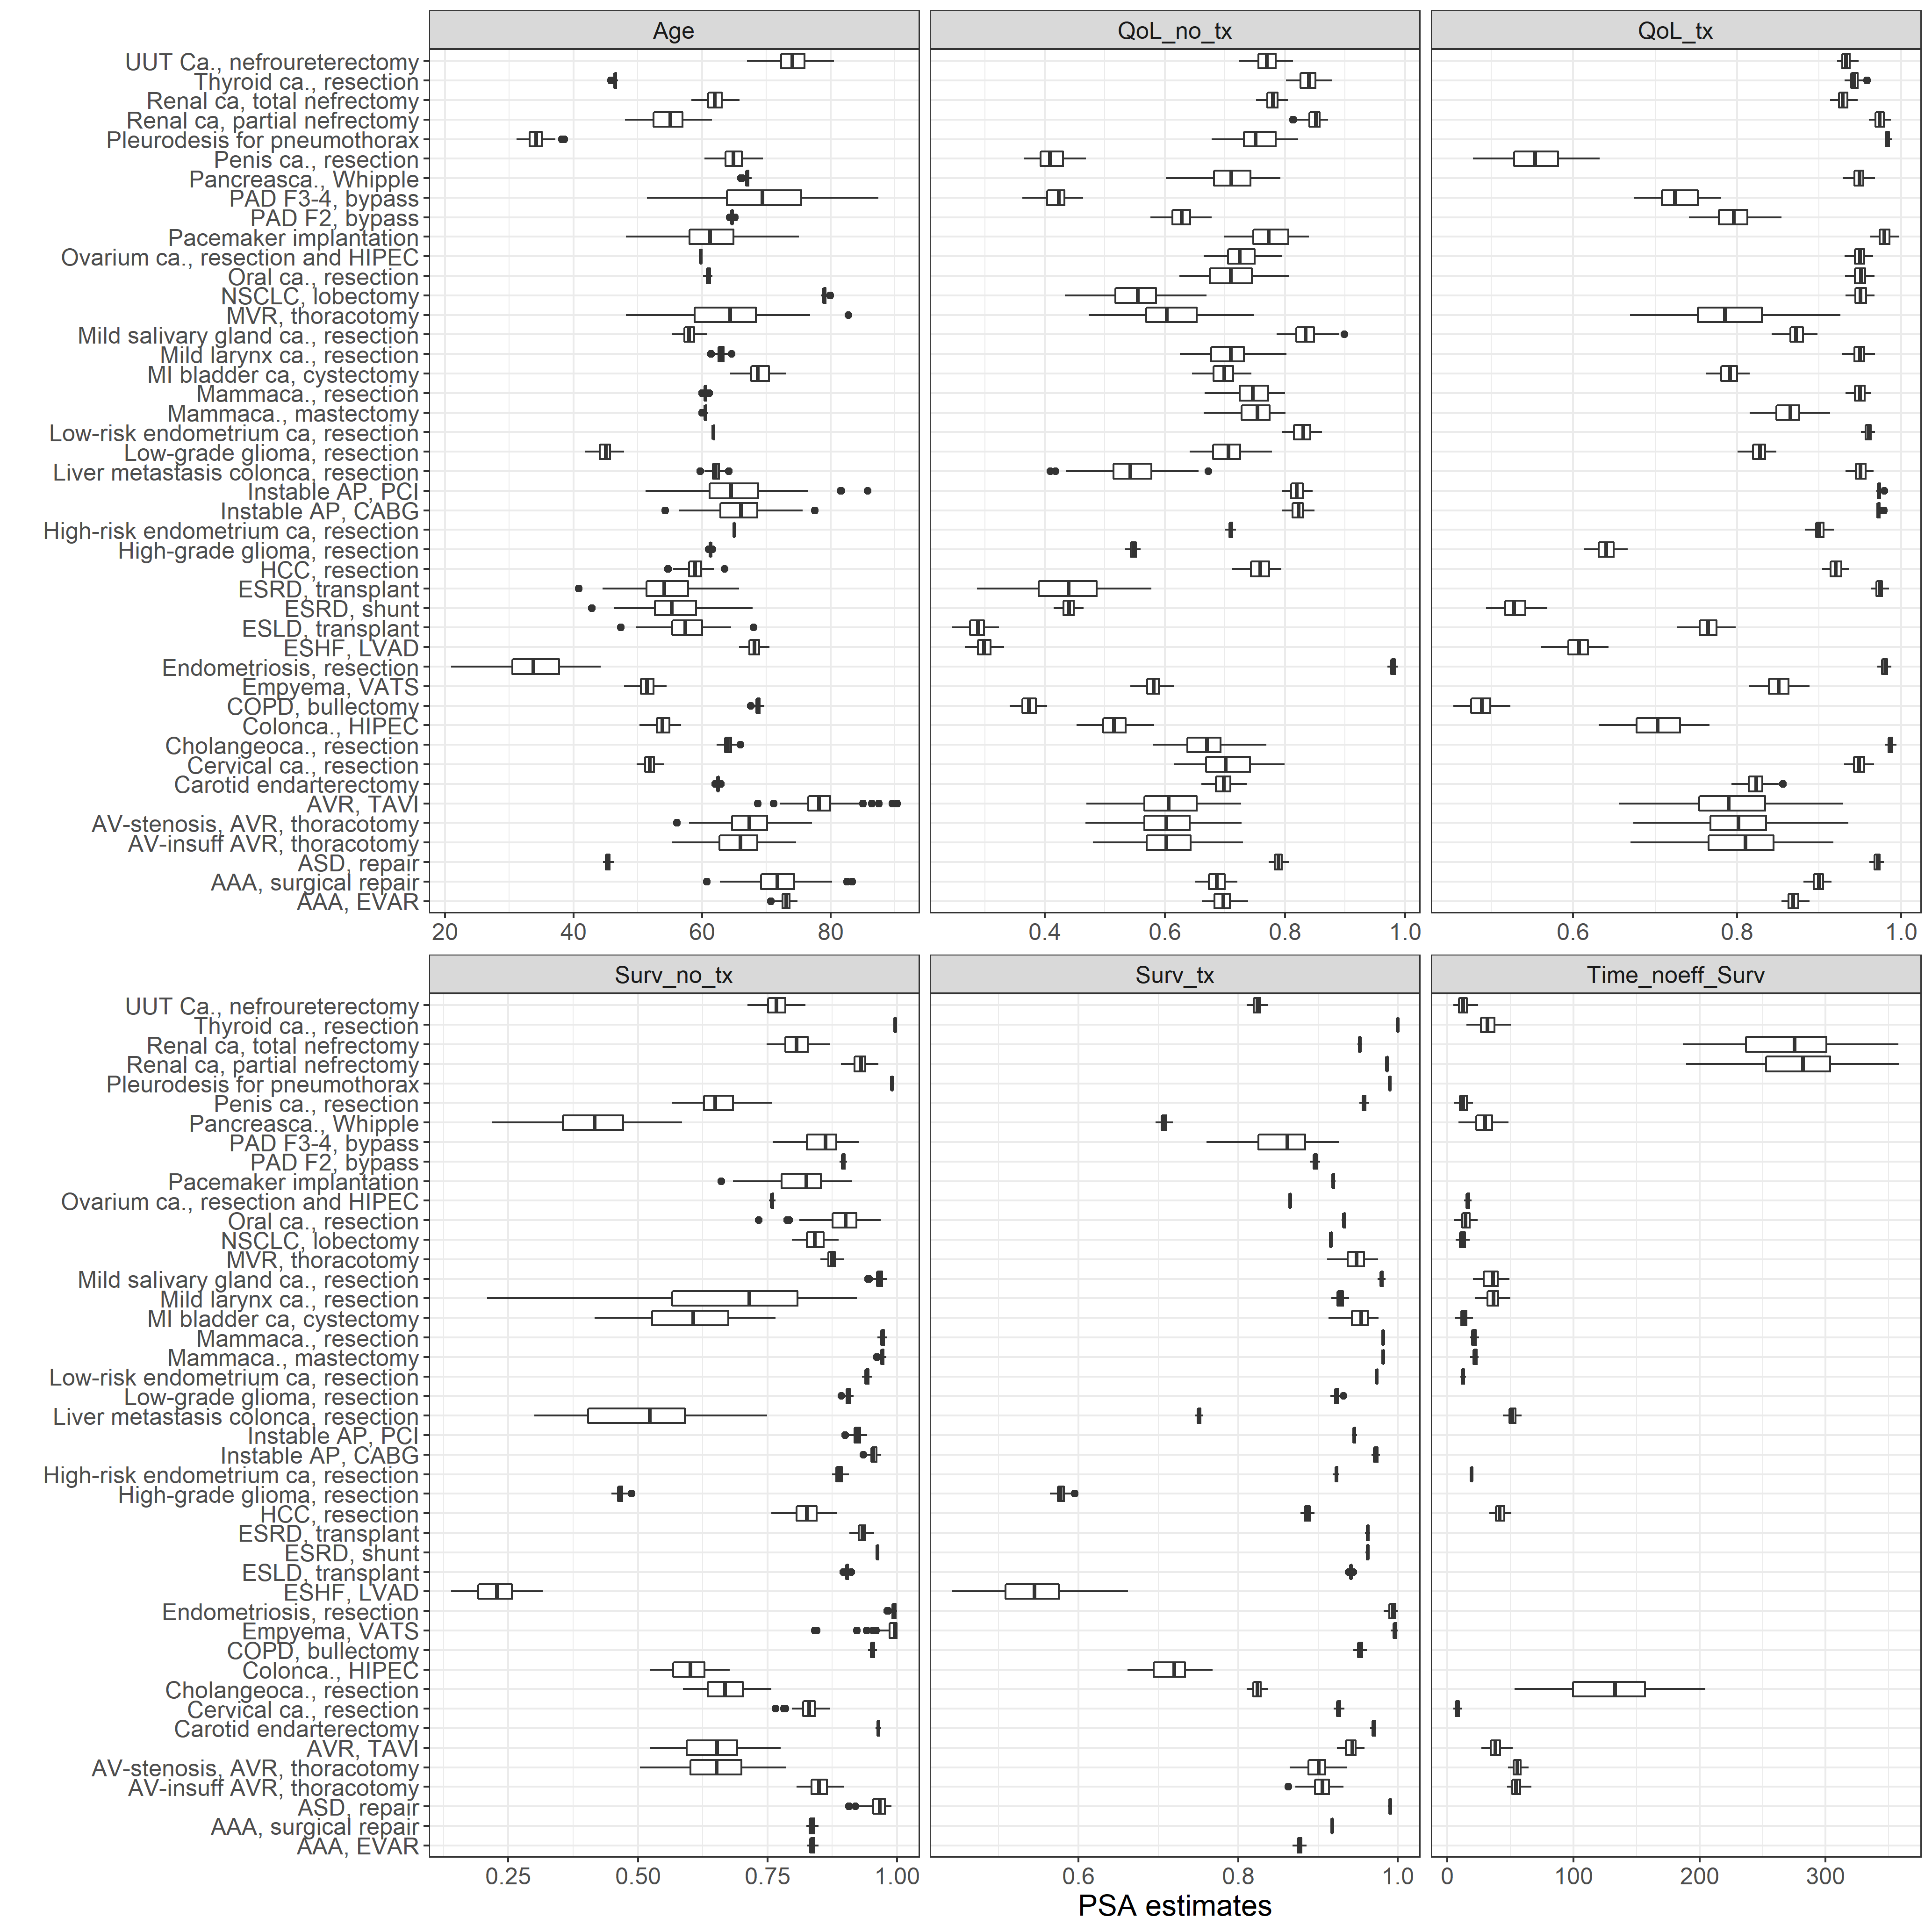 Age QoL_no_tx QoL_tx
UUT Ca., nefroureterectomy
Thyroid ca., resection
Renal ca, total nefrectomy
Renal ca, partial nefrectomy
Pleurodesis for pneumothorax
Penis ca., resection
Pancreasca., Whipple
PAD F3-4, bypass
PAD F2, bypass
Pacemaker implantation
Ovarium ca., resection and HIPEC
Oral ca., resection
NSCLC, lobectomy
MVR, thoracotomy
Mild salivary gland ca., resection
Mild larynx ca., resection
MI bladder ca, cystectomy
Mammaca., resection
Mammaca., mastectomy
Low-risk endometrium ca, resection
Low-grade glioma, resection
Liver metastasis colonca, resection
Instable AP, PCI
Instable AP, CABG
High-risk endometrium ca, resection
High-grade glioma, resection
HCC, resection
ESRD, transplant
ESRD, shunt
ESLD, transplant
ESHF, LVAD
Endometriosis, resection
Empyema, VATS
COPD, bullectomy
Colonca., HIPEC
Cholangeoca., resection
Cervical ca., resection
Carotid endarterectomy
AVR, TAVI
AV-stenosis, AVR, thoracotomy
AV-insuff AVR, thoracotomy
ASD, repair
AAA, surgical repair
AAA, EVAR
20 40 60 80 0.4 0.6 0.8 1.0 0.6 0.8 1.0
Surv_no_tx Surv_tx Time_noeff_Surv
UUT Ca., nefroureterectomy
Thyroid ca., resection
Renal ca, total nefrectomy
Renal ca, partial nefrectomy
Pleurodesis for pneumothorax
Penis ca., resection
Pancreasca., Whipple
PAD F3-4, bypass
PAD F2, bypass
Pacemaker implantation
Ovarium ca., resection and HIPEC
Oral ca., resection
NSCLC, lobectomy
MVR, thoracotomy
Mild salivary gland ca., resection
Mild larynx ca., resection
MI bladder ca, cystectomy
Mammaca., resection
Mammaca., mastectomy
Low-risk endometrium ca, resection
Low-grade glioma, resection
Liver metastasis colonca, resection
Instable AP, PCI
Instable AP, CABG
High-risk endometrium ca, resection
High-grade glioma, resection
HCC, resection
ESRD, transplant
ESRD, shunt
ESLD, transplant
ESHF, LVAD
Endometriosis, resection
Empyema, VATS
COPD, bullectomy
Colonca., HIPEC
Cholangeoca., resection
Cervical ca., resection
Carotid endarterectomy
AVR, TAVI
AV-stenosis, AVR, thoracotomy
AV-insuff AVR, thoracotomy
ASD, repair
AAA, surgical repair
AAA, EVAR
0.25 0.50 0.75 1.00 0.6 0.8 1.0 0 100 200 300
PSA estimates